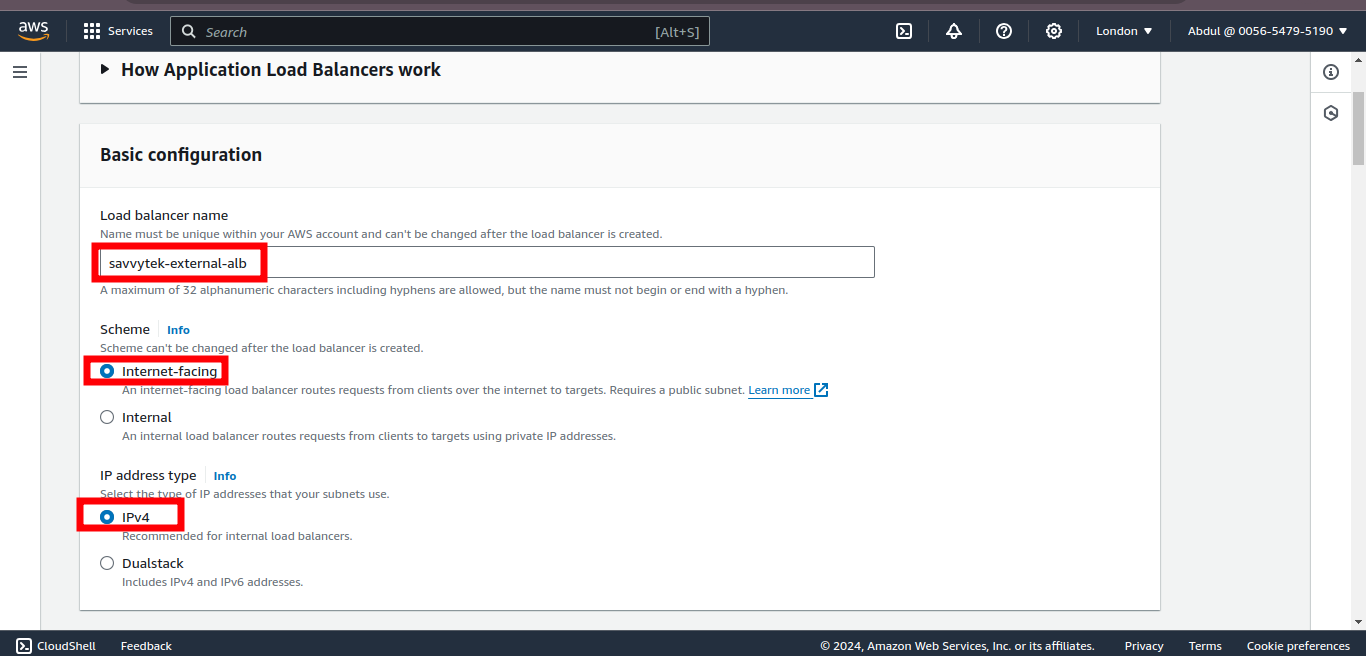 aws
Services
Search
[Alt+S]
London
Abdul @ 0056-5479-5190
How Application Load Balancers work
Basic configuration
Load balancer name
Name must be unique within your AWS account and can't be changed after the load balancer is created.
savvytek-external-alb
A maximum of 32 alphanumeric characters including hyphens are allowed, but the name must not begin or end with a hyphen.
Scheme Info
Scheme can't be changed after the load balancer is created.
Internet-facing
An internet-facing load balancer routes requests from clients over the internet to targets. Requires a public subnet. Learn more
Internal
An internal load balancer routes requests from clients to targets using private IP addresses.
IP address type Info
Select the type of IP addresses that your subnets use.
IPv4
Recommended for internal load balancers.
Dualstack
Includes IPv4 and IPv6 addresses.
CloudShell Feedback © 2024, Amazon Web Services, Inc. or its affiliates. Privacy Terms Cookie preferences